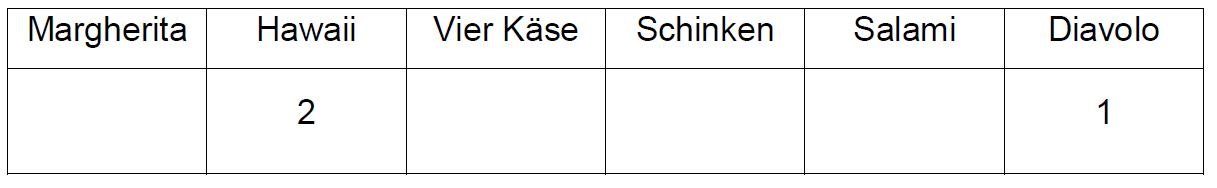 Margherita Hawaii Vier Käse Schinken Salami Diavolo
2 1